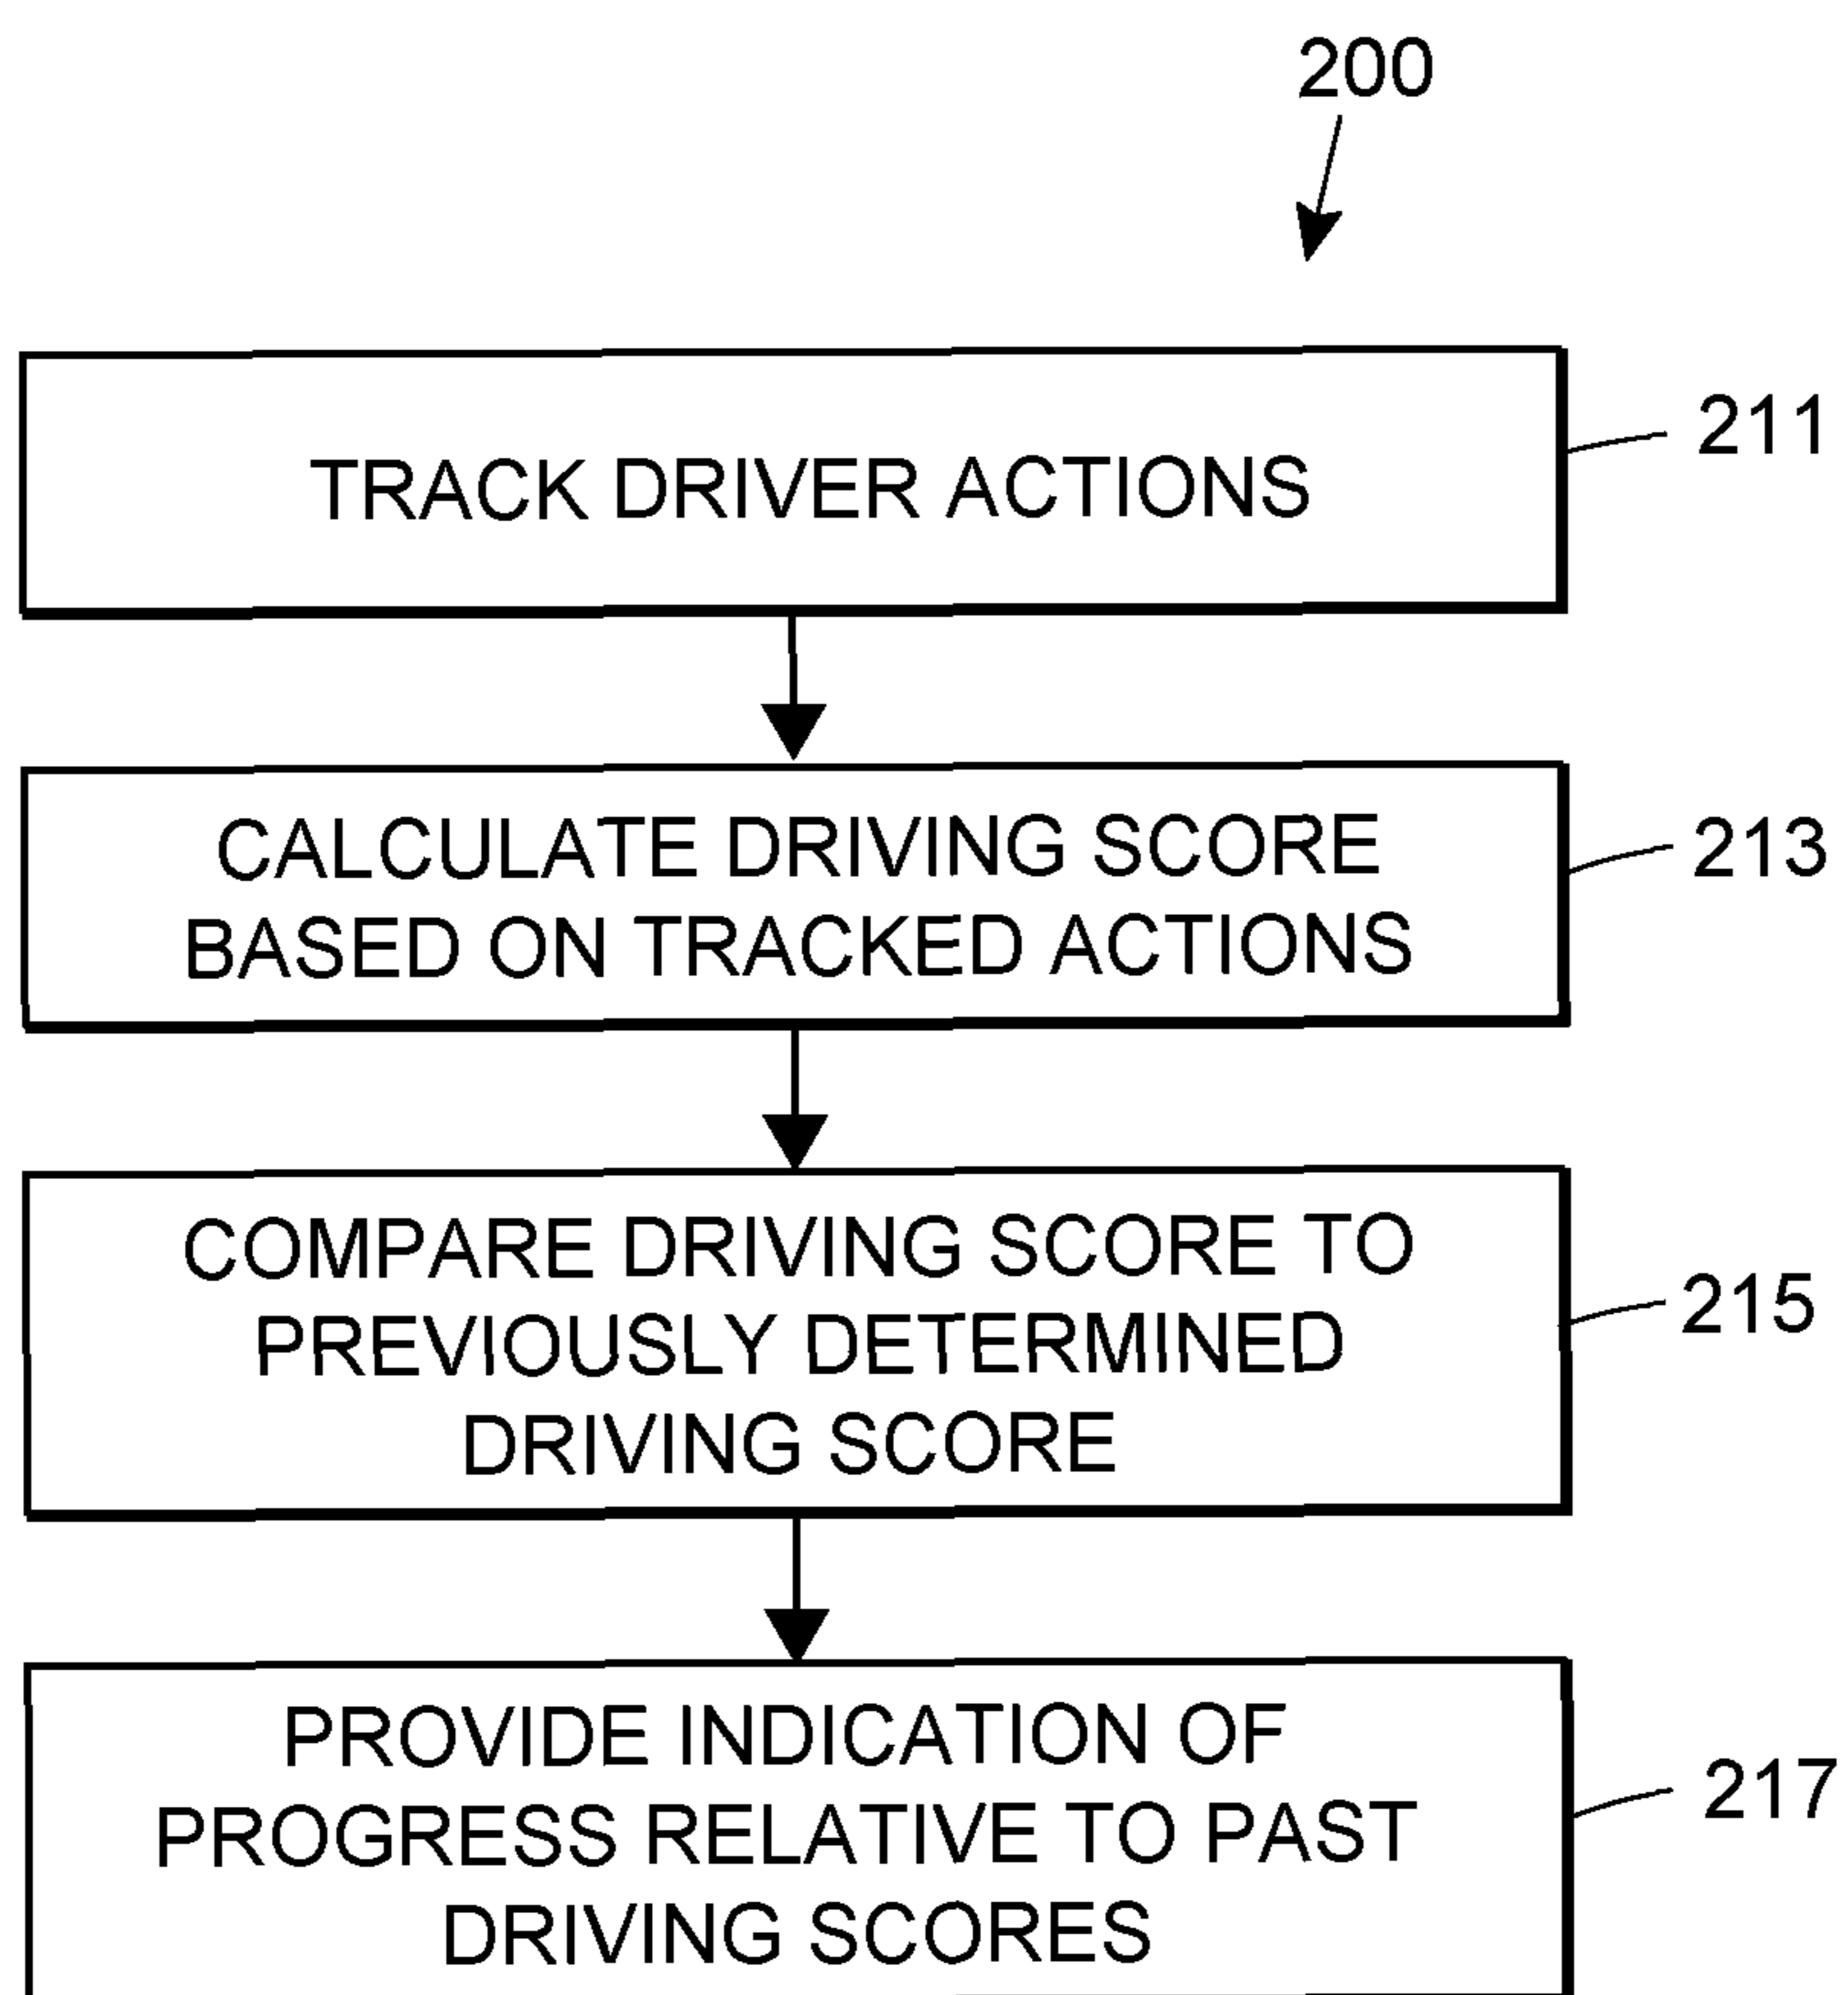 200
TRACK DRIVER ACTIONS
211
CALCULATE DRIVING SCORE
BASED ON TRACKED ACTIONS
213
COMPARE DRIVING SCORE TO
PREVIOUSLY DETERMINED
DRIVING SCORE
215
PROVIDE INDICATION OF
PROGRESS RELATIVE TO PAST
DRIVING SCORES
217